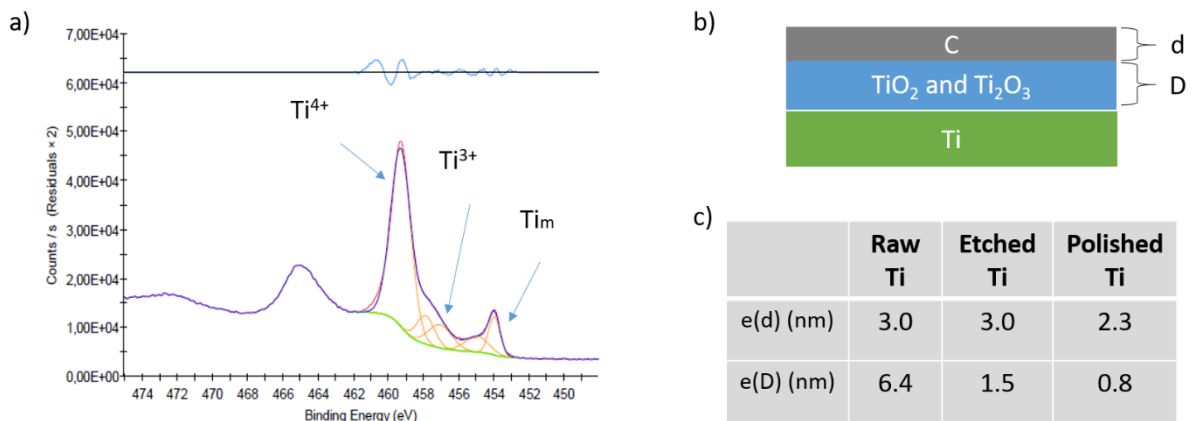 a)
Counts / s (Residuals × 2)
7,00E+04
6,00E+04
5,00E+04
4,00E+04
3,00E+04
2,00E+04
1,00E+04
0,00E+00
Ti⁴⁺
Ti³⁺
Tiₘ
474 472 470 468 466 464 462 460 458 456 454 452 450
Binding Energy (eV)
b)
C
d
TiO₂ and Ti₂O₃
D
Ti
c)
Raw Ti Etched Ti Polished Ti
e(d) (nm) 3.0 3.0 2.3
e(D) (nm) 6.4 1.5 0.8